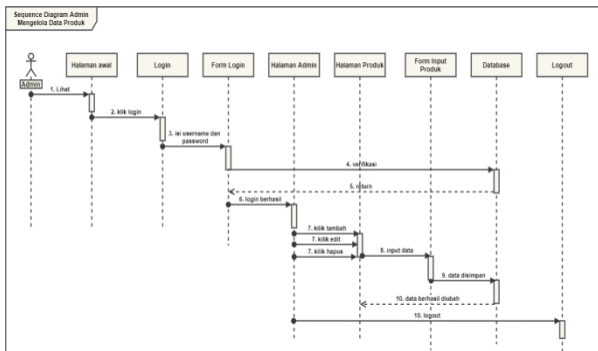 Sequence Diagram Admin
Mengelola Data Produk
Halaman awal
Login
Form Login
Halaman Admin
Halaman Produk
Form Input
Produk
Database
Logout
Admin
1. Lihat
2. klik login
3. isi username dan
password
4. verifikasi
5. return
6. login berhasil
7. klik tambah
7. klik edit
7. klik hapus
8. input data
9. data disimpan
10. data berhasil diubah
10. logout